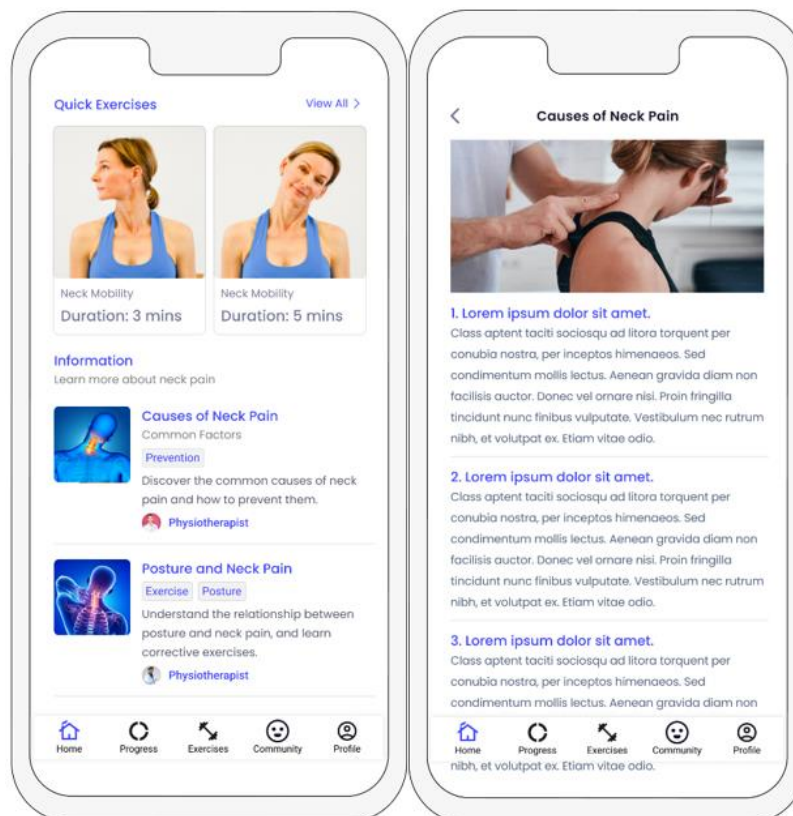 Quick Exercises
View All >
Neck Mobility
Duration: 3 mins
Neck Mobility
Duration: 5 mins
Information
Learn more about neck pain
Causes of Neck Pain
Common Factors
Prevention
Discover the common causes of neck
pain and how to prevent them.
Physiotherapist
Posture and Neck Pain
Exercise Posture
Understand the relationship between
posture and neck pain, and learn
corrective exercises.
Physiotherapist
Home Progress Exercises Community Profile
Causes of Neck Pain
1. Lorem ipsum dolor sit amet.
Class aptent taciti sociosqu ad litora torquent per
conubia nostra, per inceptos himenaeos. Sed
condimentum mollis lectus. Aenean gravida diam non
facilisis auctor. Donec vel ornare nisi. Proin fringilla
tincidunt nunc finibus vulputate. Vestibulum nec rutrum
nibh, et volutpat ex. Etiam vitae odio.
2. Lorem ipsum dolor sit amet.
Class aptent taciti sociosqu ad litora torquent per
conubia nostra, per inceptos himenaeos. Sed
condimentum mollis lectus. Aenean gravida diam non
facilisis auctor. Donec vel ornare nisi. Proin fringilla
tincidunt nunc finibus vulputate. Vestibulum nec rutrum
nibh, et volutpat ex. Etiam vitae odio.
3. Lorem ipsum dolor sit amet.
Class aptent taciti sociosqu ad litora torquent per
conubia nostra, per inceptos himenaeos. Sed
condimentum mollis lectus. Aenean gravida diam non
Home Progress Exercises Community Profile
nibh, et volutpat ex. Etiam vitae odio.